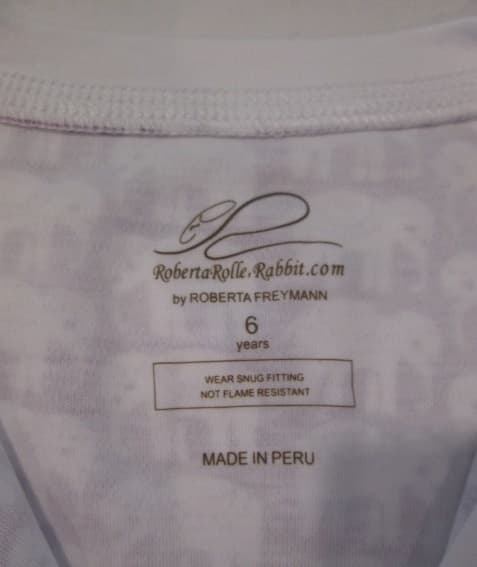 RobertaRolle.Rabbit.com
by ROBERTA FREYMANN
6
years
WEAR SNUG FITTING
NOT FLAME RESISTANT
MADE IN PERU